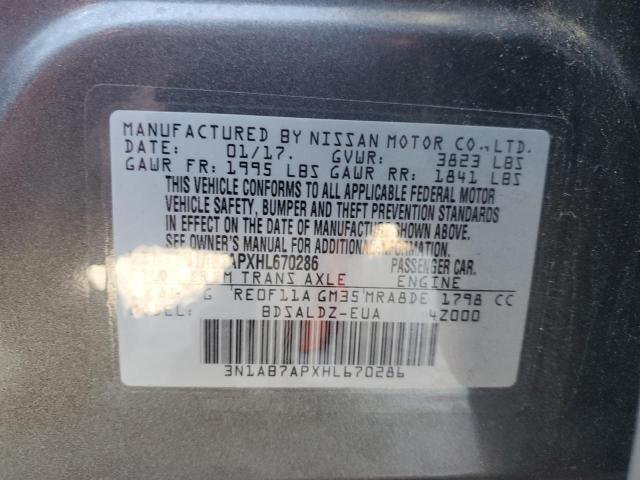 MANUFACTURED BY NISSAN MOTOR CO.,LTD.
DATE: 01/17. GVWR: 3823 LBS
GAWR FR: 1995 LBS GAWR RR: 1841 LBS
THIS VEHICLE CONFORMS TO ALL APPLICABLE FEDERAL MOTOR
VEHICLE SAFETY, BUMPER AND THEFT PREVENTION STANDARDS
IN EFFECT ON THE DATE OF MANUFACTURE SHOWN ABOVE.
SEE OWNER'S MANUAL FOR ADDITIONAL INFORMATION.
APXHL670286 PASSENGER CAR.
TRANS AXLE ENGINE
G RE0F11A GM35 MRA8DE 1798 CC
MODEL: BDSALDZ-EUA 4Z000
3N1AB7APXHL670286